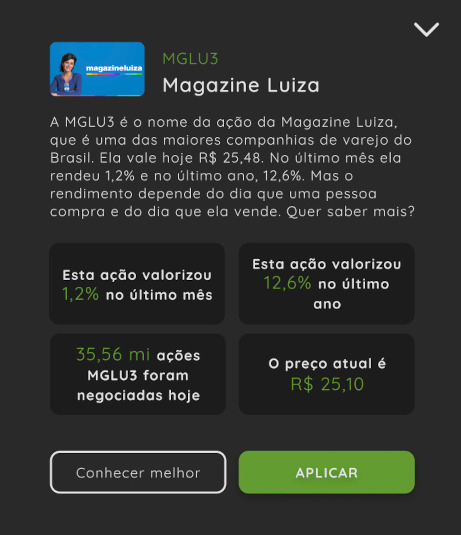 magazineluiza
MGLU3
Magazine Luiza
A MGLU3 é o nome da ação da Magazine Luiza,
que é uma das maiores companhias de varejo do
Brasil. Ela vale hoje R$ 25,48. No último mês ela
rendeu 1,2% e no último ano, 12,6%. Mas o
rendimento depende do dia que uma pessoa
compra e do dia que ela vende. Quer saber mais?
Esta ação valorizou
1,2% no último mês
Esta ação valorizou
12,6% no último
ano
35,56 mi ações
MGLU3 foram
negociadas hoje
O preço atual é
R$ 25,10
Conhecer melhor
APLICAR